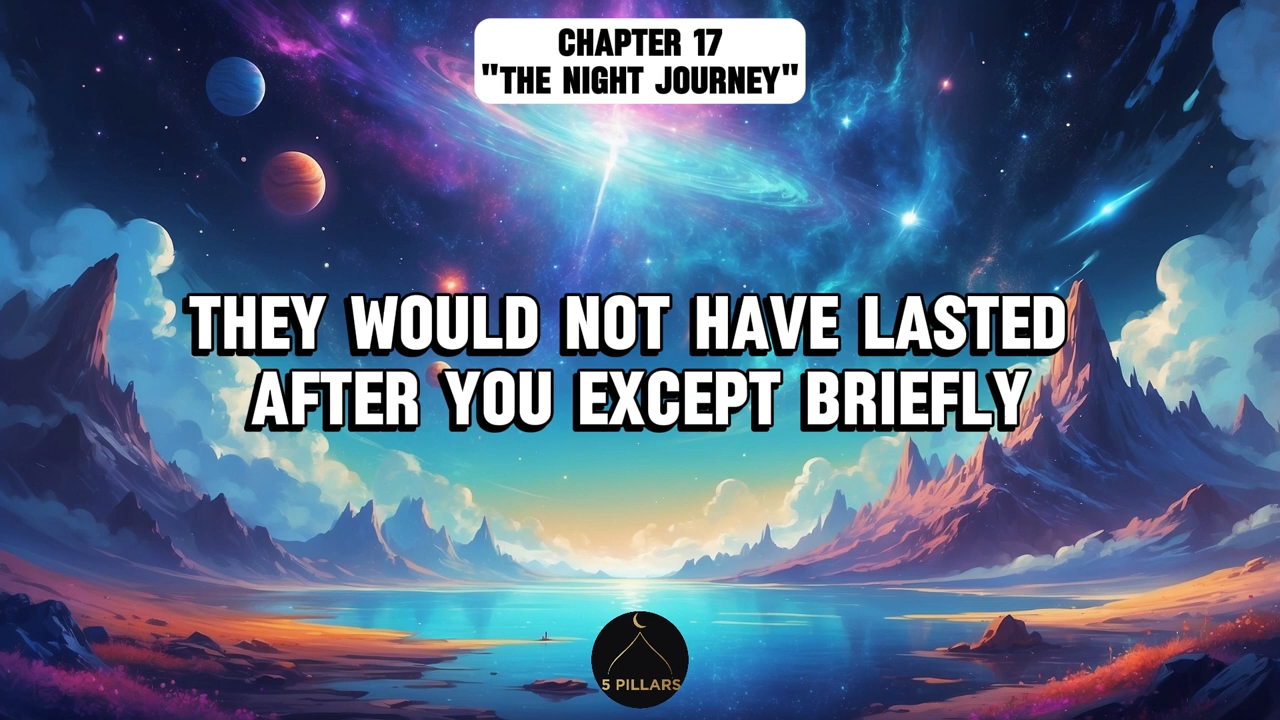 CHAPTER 17
"THE NIGHT JOURNEY"
THEY WOULD NOT HAVE LASTED
AFTER YOU EXCEPT BRIEFLY
5 PILLARS